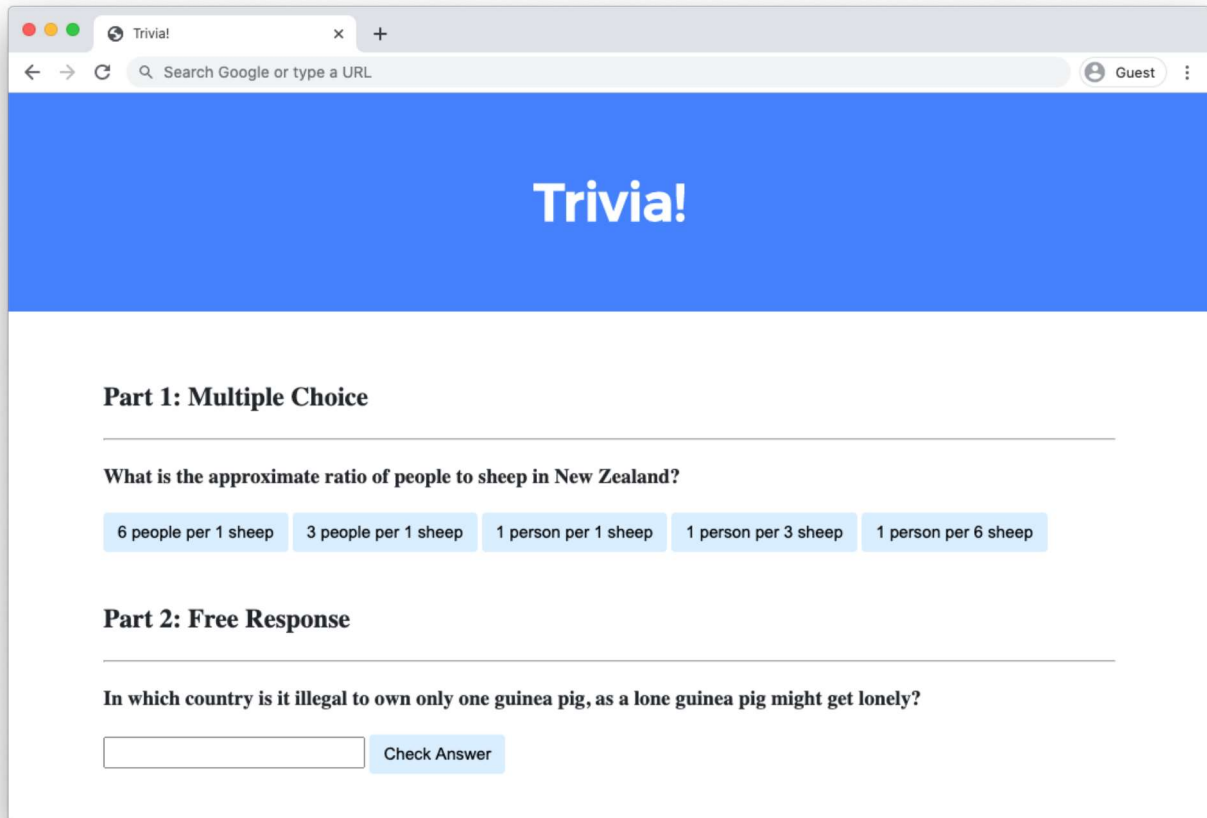 Trivia!
Search Google or type a URL
Guest
Trivia!
Part 1: Multiple Choice
What is the approximate ratio of people to sheep in New Zealand?
6 people per 1 sheep 3 people per 1 sheep 1 person per 1 sheep 1 person per 3 sheep 1 person per 6 sheep
Part 2: Free Response
In which country is it illegal to own only one guinea pig, as a lone guinea pig might get lonely?
Check Answer